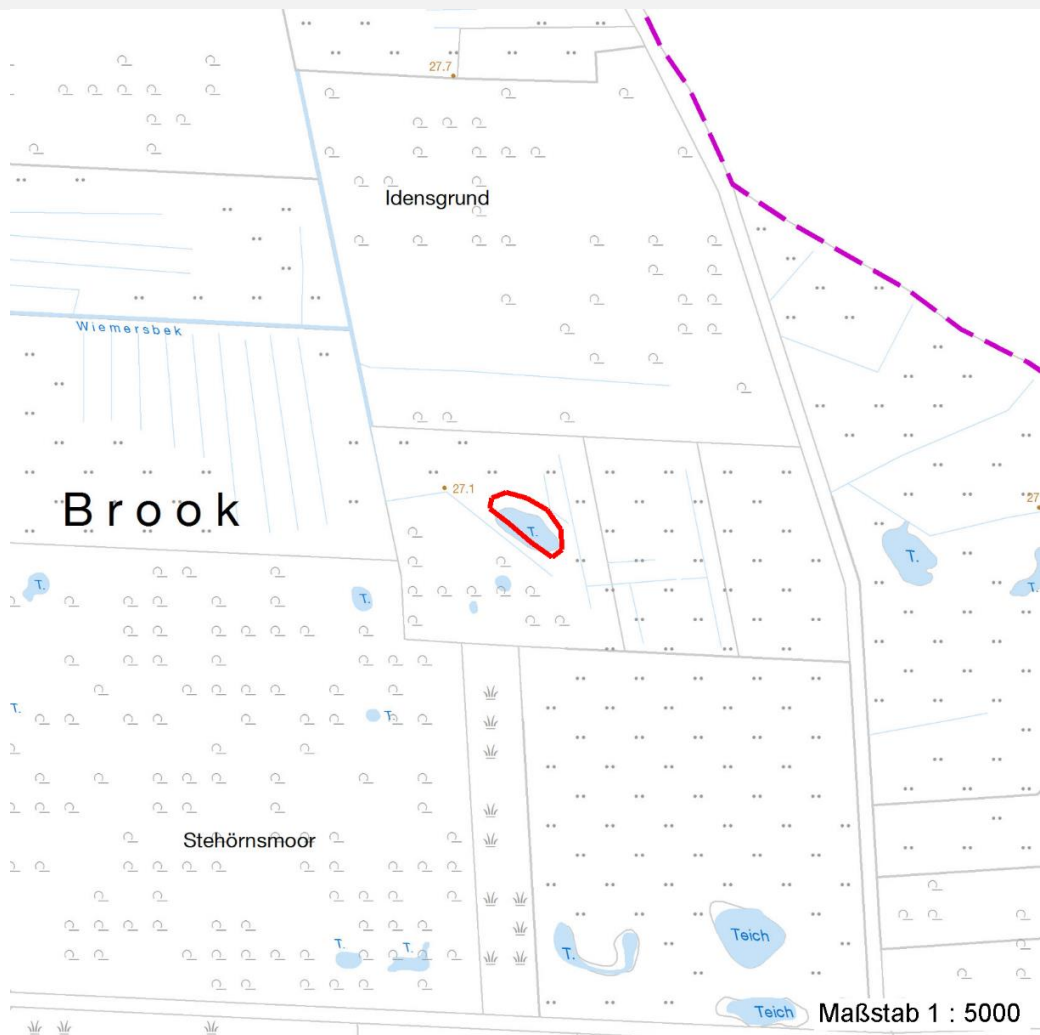 27.7
Idensgrund
Wiemersbek
27.1
Brook
27
T.
T.
T.
T.
T.
T.
T.
Stehörnsmoor
Teich
T.
T.
T.
Teich
Maßstab 1 : 5000